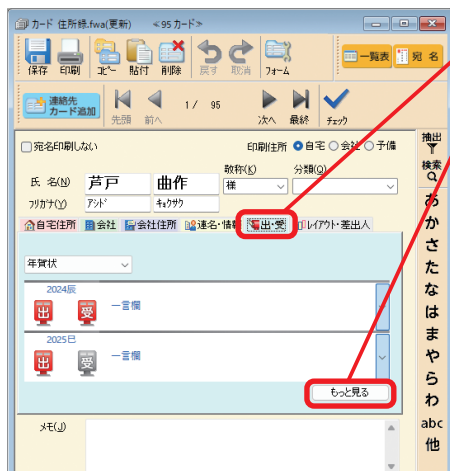 カード 住所録.fwa(更新) ≪95 カード≫
保存 印刷 コピー 貼付 削除 戻す 取消 フォーム 一覧表 宛 名
連絡先
カード追加
先頭 前へ 1 / 95 次へ 最終 チェック
宛名印刷しない 印刷住所 自宅 会社 予備
敬称(K) 分類(Q)
氏 名(N) 芦戸 曲作 様
フリガナ(Y) アシド キョクサク
自宅住所 会社 会社住所 連名・情報 出・受 レイアウト・差出人
年賀状
2024辰
出 受 一言欄
2025巳
出 受 一言欄
もっと見る
メモ(J)
抽出
検索
あ
か
さ
た
な
は
ま
や
ら
わ
abc
他